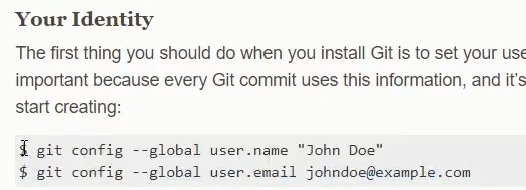 Your Identity
The first thing you should do when you install Git is to set your use
important because every Git commit uses this information, and it's
start creating:
$ git config --global user.name "John Doe"
$ git config --global user.email johndoe@example.com